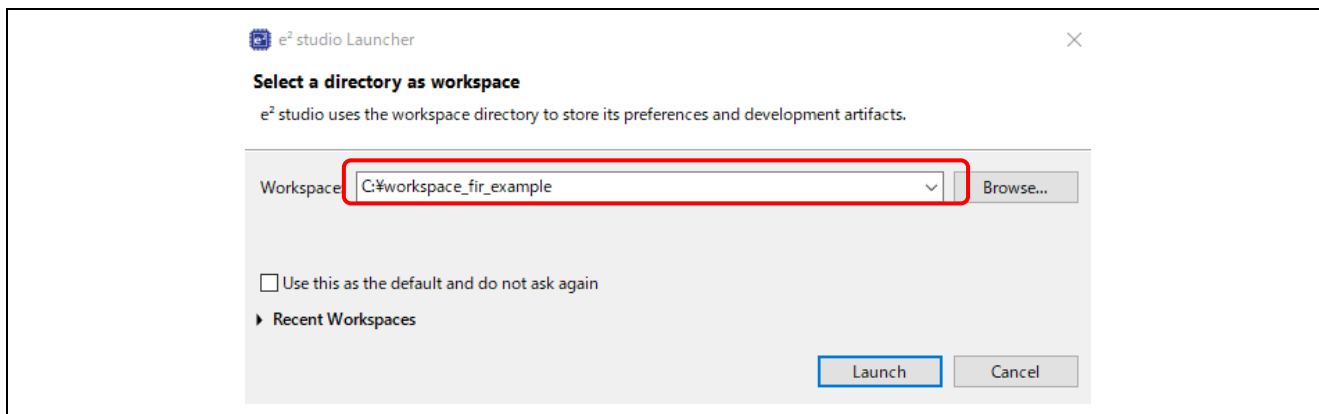 e² studio Launcher
Select a directory as workspace
e² studio uses the workspace directory to store its preferences and development artifacts.
Workspace: C:¥workspace_fir_example Browse...
Use this as the default and do not ask again
Recent Workspaces
Launch Cancel